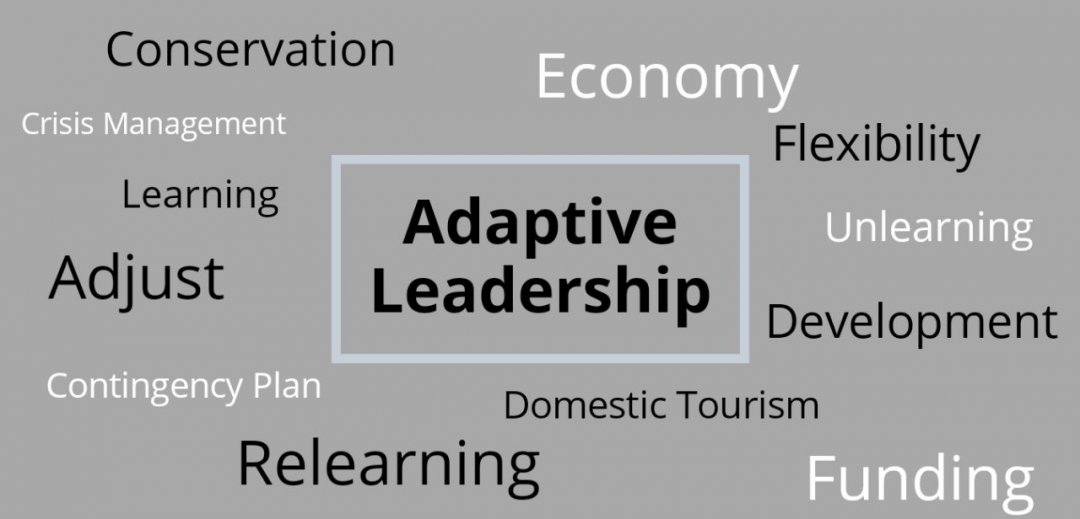 Conservation
Economy
Crisis Management
Flexibility
Learning
Adaptive
Leadership
Unlearning
Adjust
Development
Contingency Plan
Domestic Tourism
Relearning
Funding